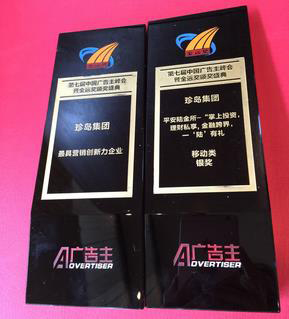 第七届中国广告主峰会
暨金远奖颁奖盛典
珍岛集团
最具营销创新力企业
A广告主
ADVERTISER
第七届中国广告主峰会
暨金远奖颁奖盛典
珍岛集团
平安陆金所-“掌上投资,
理财私享,金融跨界,
一‘陆’有礼
移动类
银奖
A广告主
ADVERTISER